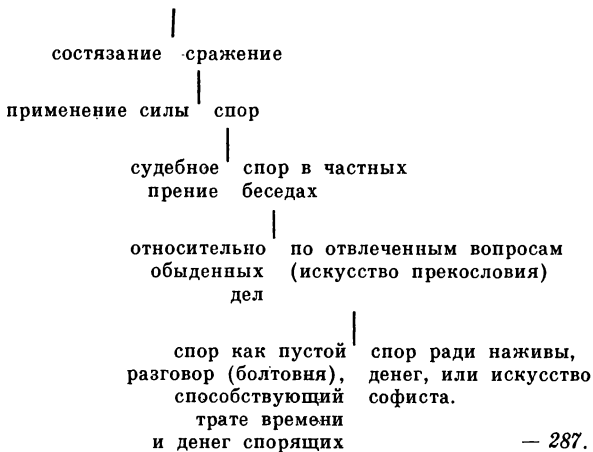 состязание сражение
применение силы спор
судебное спор в частных
прение беседах
относительно по отвлеченным вопросам
обыденных (искусство прекословия)
дел
спор как пустой спор ради наживы,
разговор (болтовня), денег, или искусство
способствующий софиста.
трате времени
и денег спорящих — 287.